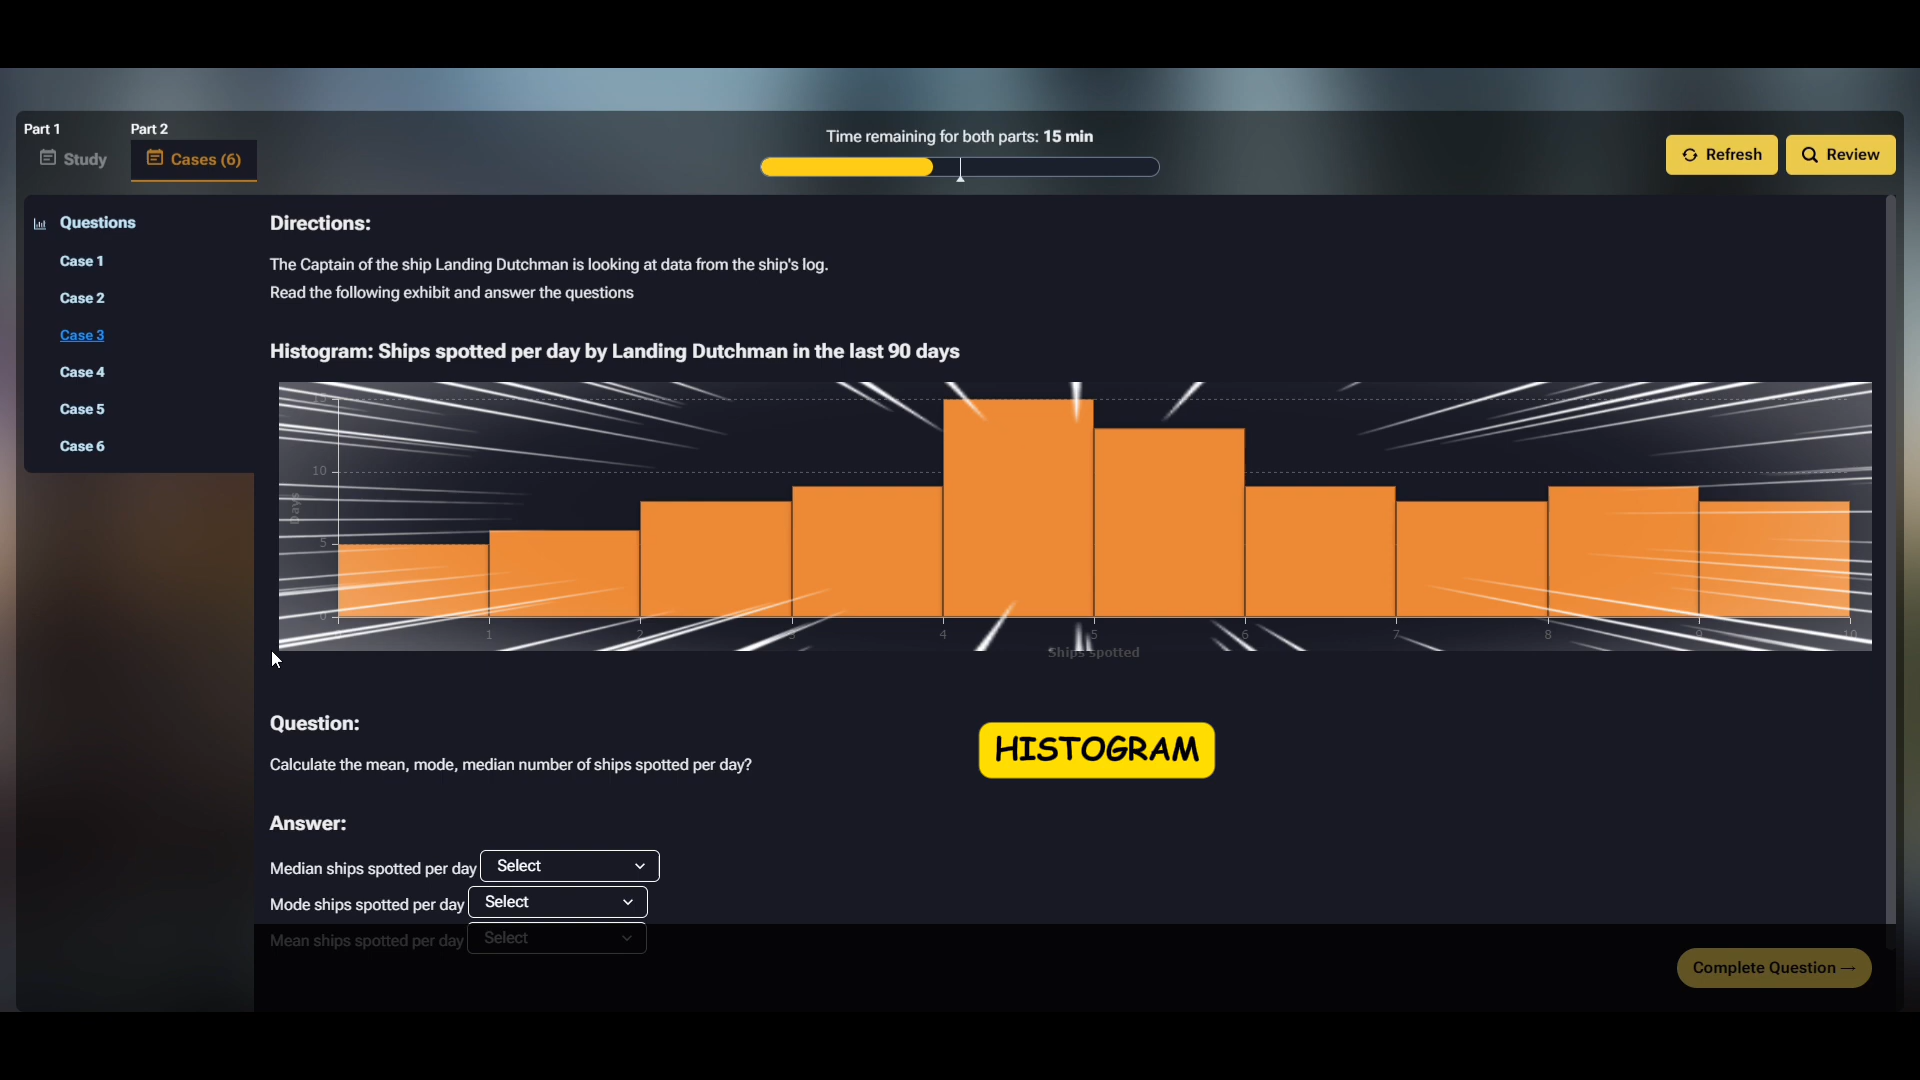 Part 1
Part 2
Study
Cases (6)
Time remaining for both parts: 15 min
Refresh
Review
Questions
Case 1
Case 2
Case 3
Case 4
Case 5
Case 6
Directions:
The Captain of the ship Landing Dutchman is looking at data from the ship's log.
Read the following exhibit and answer the questions
Histogram: Ships spotted per day by Landing Dutchman in the last 90 days
15
10
5
0
Days
1 2 3 4 5 6 7 8 9 10
Ships spotted
Question:
Calculate the mean, mode, median number of ships spotted per day?
HISTOGRAM
Answer:
Median ships spotted per day Select
Mode ships spotted per day Select
Mean ships spotted per day Select
Complete Question →